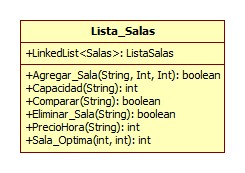 Lista_Salas
+LinkedList<Salas>: ListaSalas
+Agregar_Sala(String, Int, Int): boolean
+Capacidad(String): int
+Comparar(String): boolean
+Eliminar_Sala(String): boolean
+PrecioHora(String): int
+Sala_Optima(int, int): int